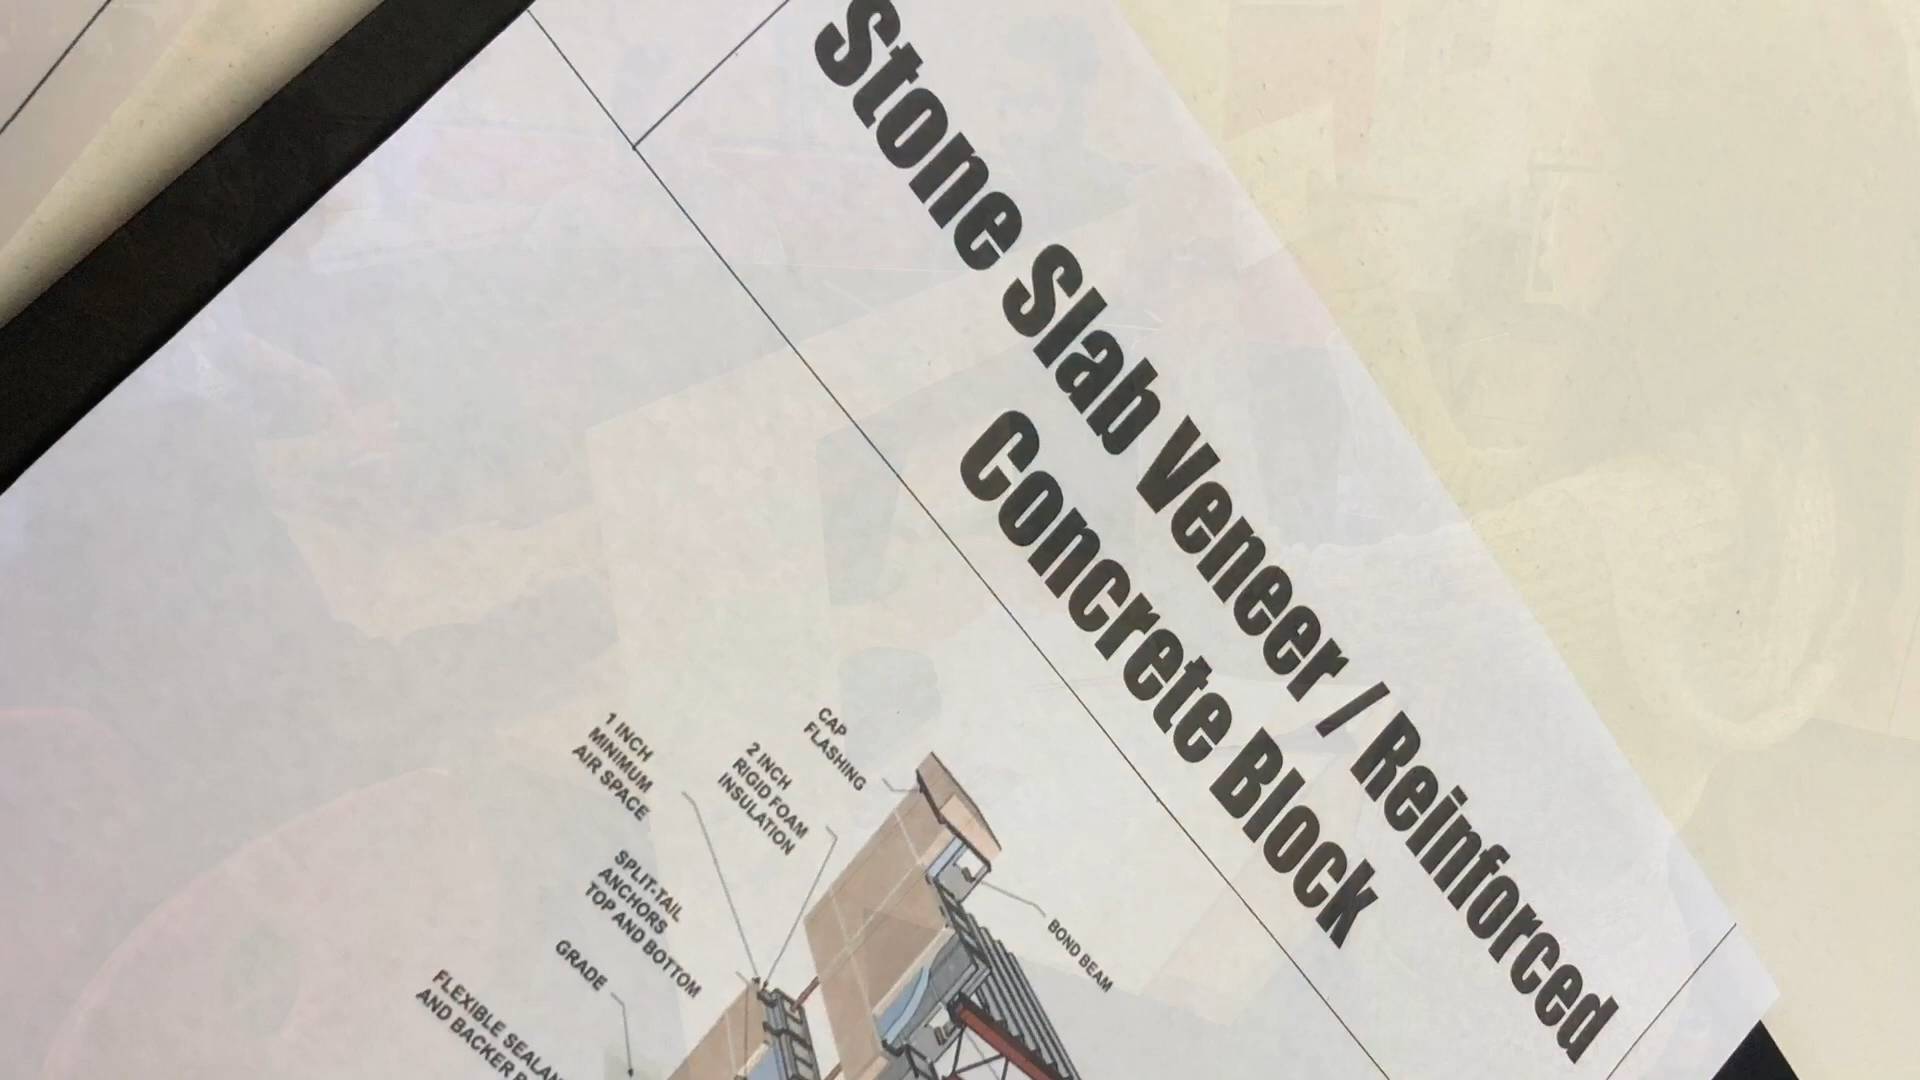 Stone Slab Veneer / Reinforced
Concrete Block
CAP
FLASHING
2 INCH
RIGID FOAM
INSULATION
1 INCH
MINIMUM
AIR SPACE
SPLIT-TAIL
ANCHORS
TOP AND BOTTOM
GRADE
FLEXIBLE SEALAN
AND BACKER
BOND BEAM